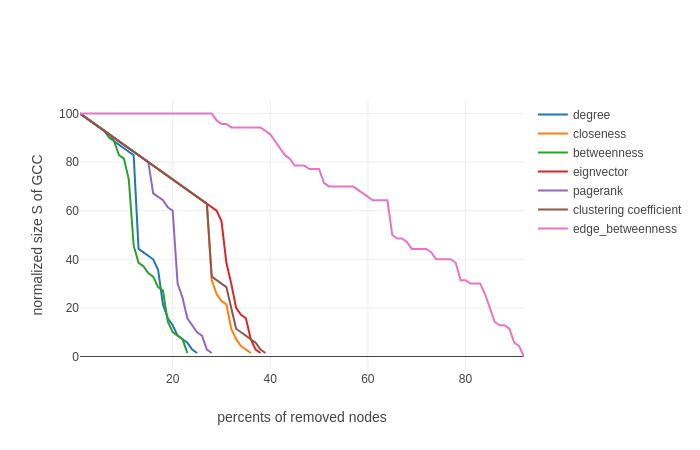 100
80
60
40
20
0
20 40 60 80
normalized size S of GCC
percents of removed nodes
degree
closeness
betweenness
eignvector
pagerank
clustering coefficient
edge_betweenness